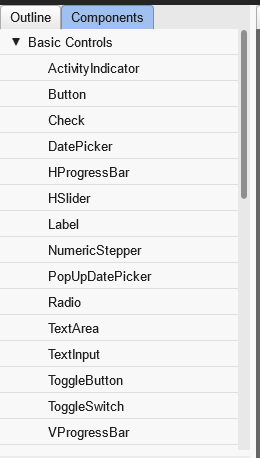 Outline Components
Basic Controls
ActivityIndicator
Button
Check
DatePicker
HProgressBar
HSlider
Label
NumericStepper
PopUpDatePicker
Radio
TextArea
TextInput
ToggleButton
ToggleSwitch
VProgressBar